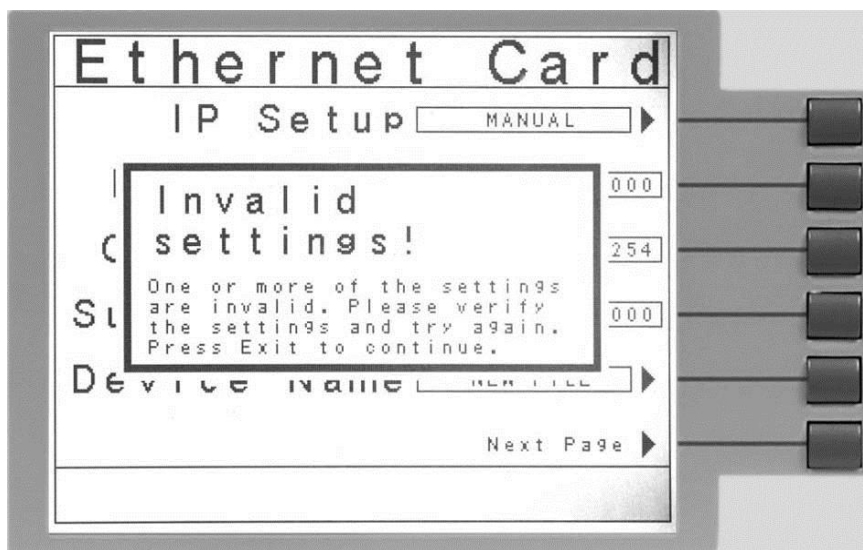 Ethernet Card
IP Setup MANUAL
000
Invalid
settings!
254
One or more of the settings
are invalid. Please verify
the settings and try again.
Press Exit to continue.
000
Device Name
Next Page